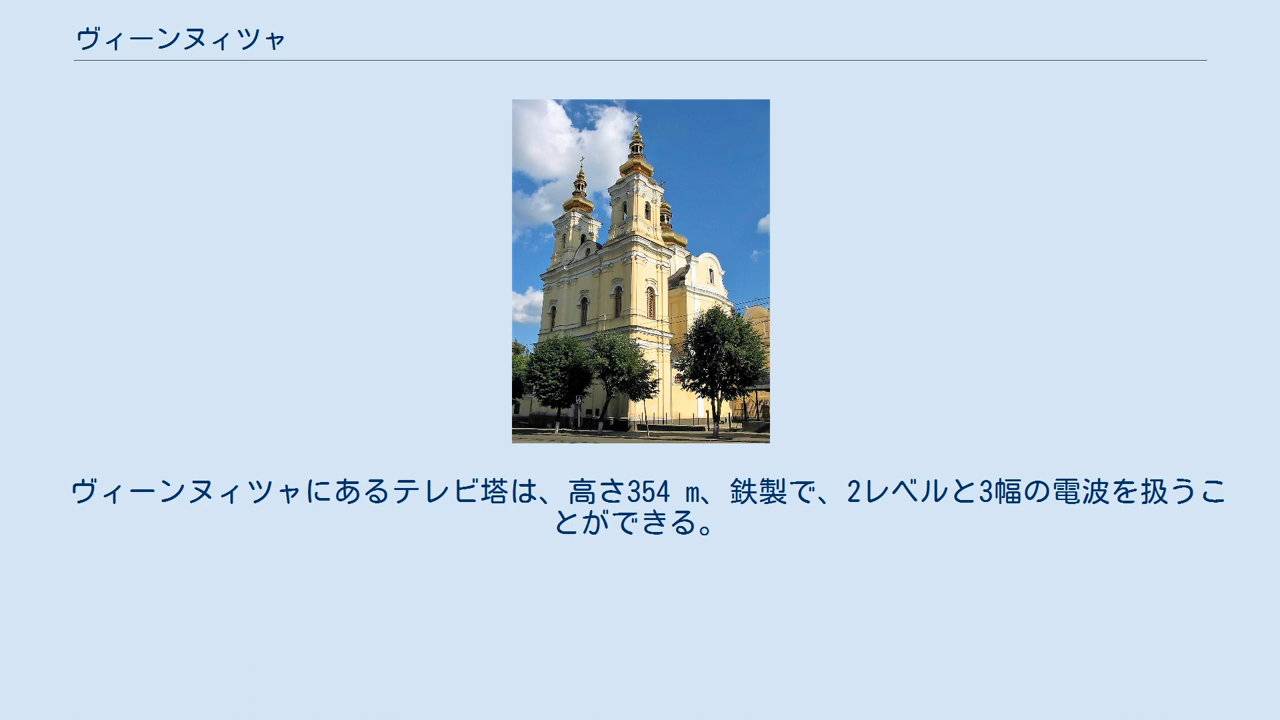 ヴィーンヌィツャ
ヴィーンヌィツャにあるテレビ塔は、高さ354 m、鉄製で、2レベルと3幅の電波を扱うこ
とができる。